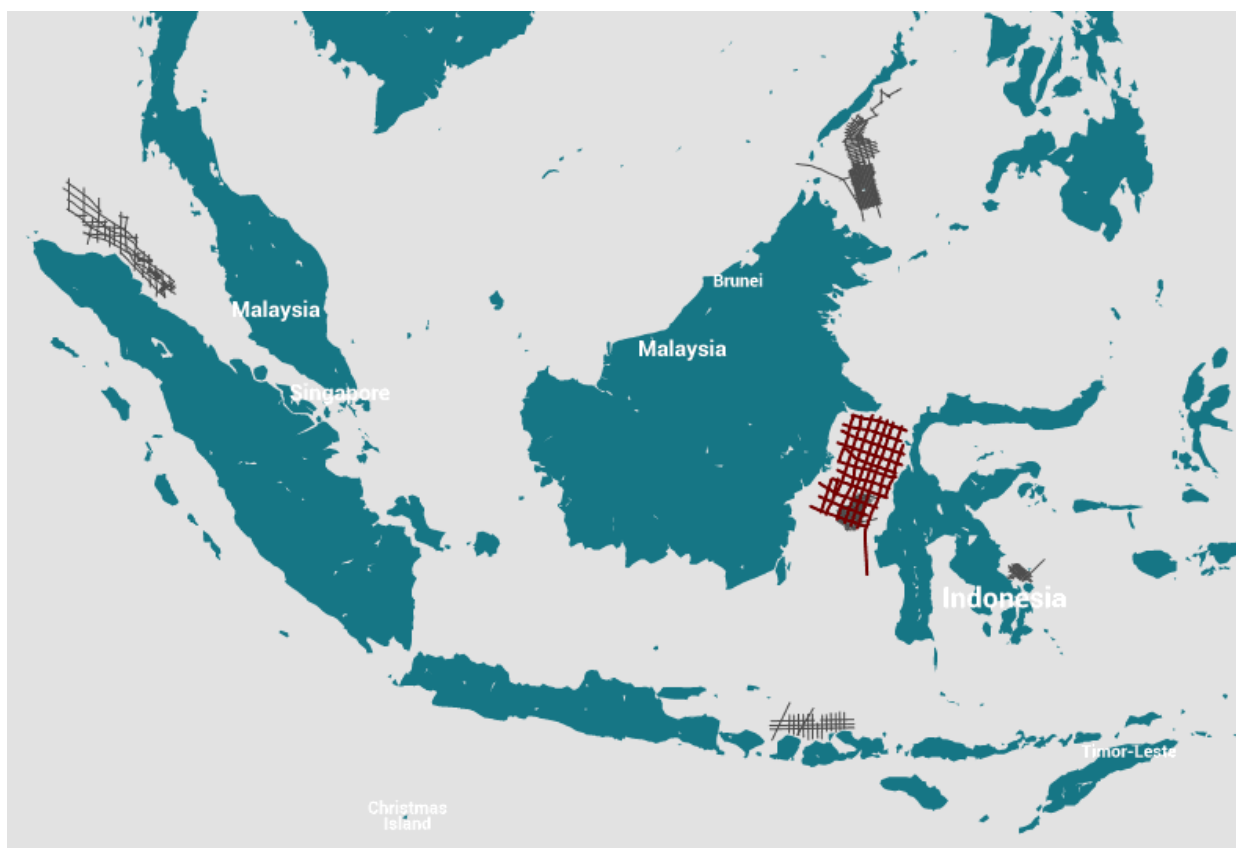 Brunei
Malaysia
Malaysia
Singapore
Indonesia
Timor-Leste
Christmas
Island